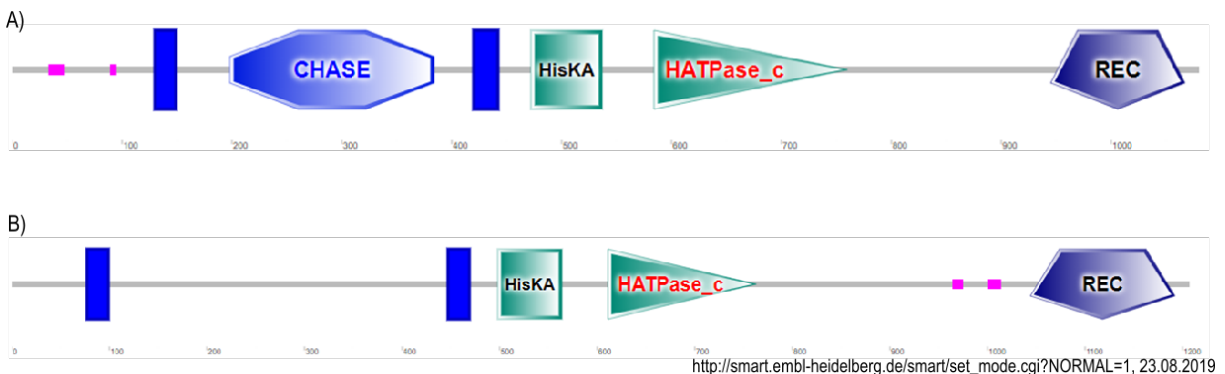 A)
CHASE HisKA HATPase_c REC
0 100 200 300 400 500 600 700 800 900 1000
B)
HisKA HATPase_c REC
0 100 200 300 400 500 600 700 800 900 1000 1100 1200
http://smart.embl-heidelberg.de/smart/set_mode.cgi?NORMAL=1, 23.08.2019